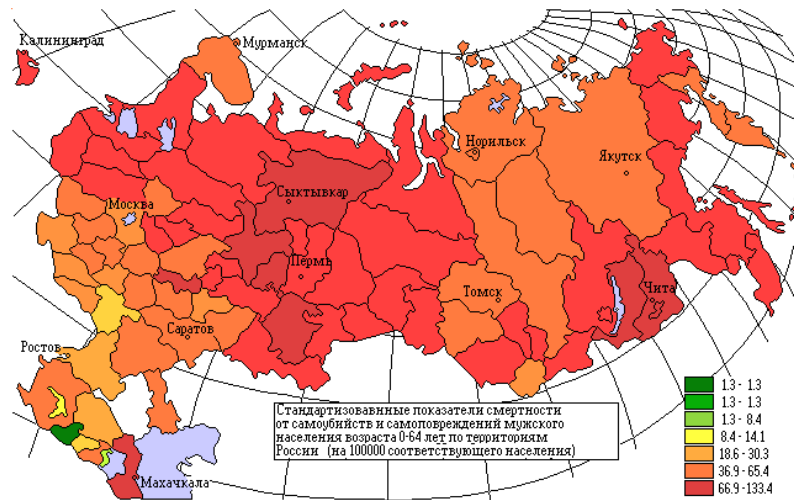 Калининград
Мурманск
Норильск
Якутск
Сыктывкар
Москва
Пермь
Томск
Чита
Саратов
Ростов
Махачкала
Стандартизовавнные показатели смертности
от самоубийств и самоповреждений мужского
населения возраста 0-64 лет по территориям
России (на 100000 соответствующего населения)
1.3 - 1.3
1.3 - 1.3
1.3 - 8.4
8.4 - 14.1
18.6 - 30.3
36.9 - 65.4
66.9 - 133.4